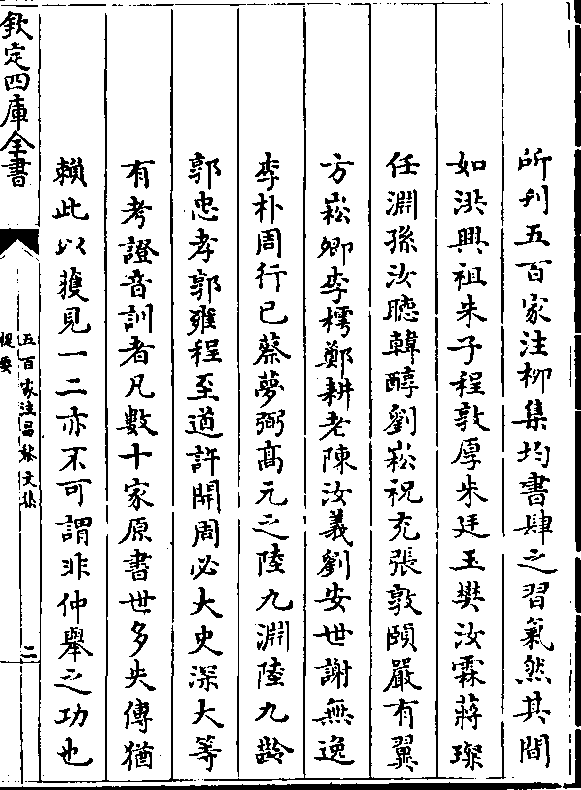 所刋五百家注柳集均書肆之習氣然其間
如洪興祖朱子程敦厚朱廷玉樊汝霖蔣璨
任淵孫汝聴韓醇劉崧祝充張敦頤嚴有翼
方崧卿李樗鄭耕老陳汝義劉安世謝無逸
李朴周行已蔡夢弼髙元之陸九淵陸九齡
郭忠孝郭雍程至道許開周必大史深大等
有考證音訓者凡數十家原書世多失傳猶
賴此以獲見一二亦不可謂非仲舉之功也
欽定四庫全書
五百家注昌黎文集
提要
二